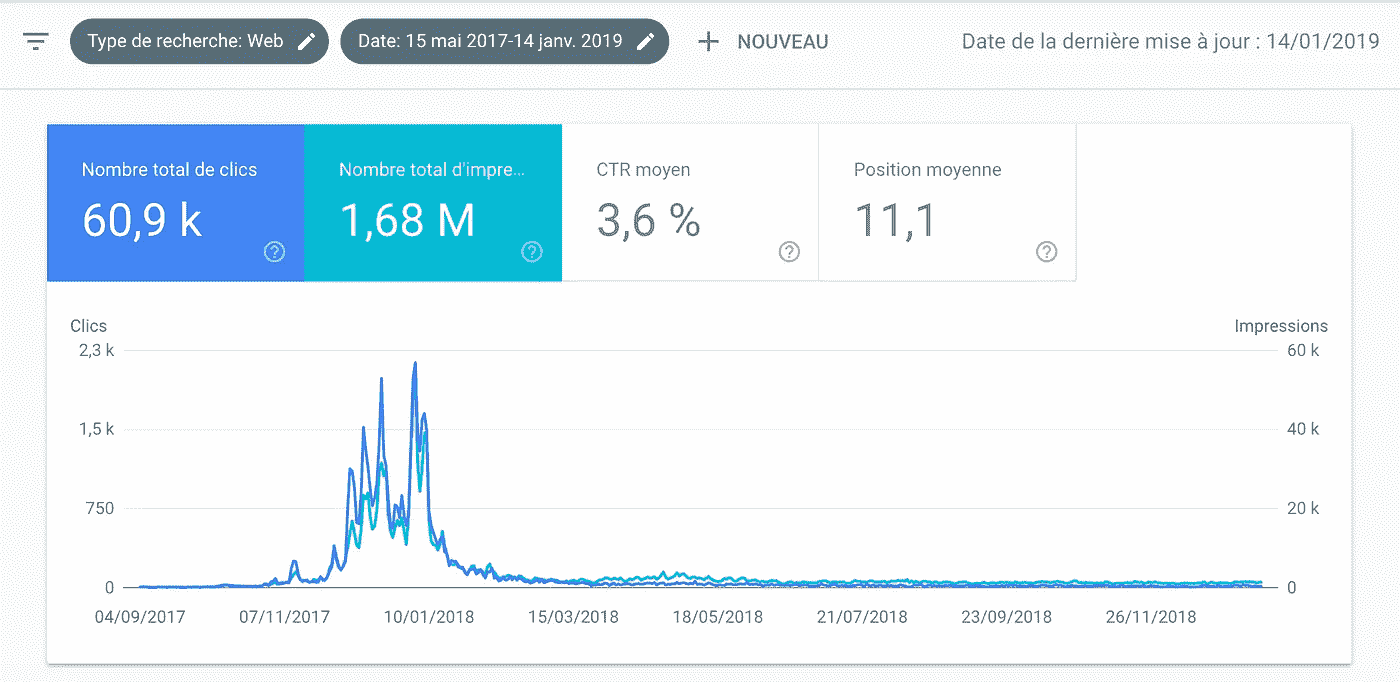 Type de recherche: Web
Date: 15 mai 2017-14 janv. 2019
NOUVEAU
Date de la dernière mise à jour : 14/01/2019
Nombre total de clics
60,9 k
Nombre total d'impre...
1,68 M
CTR moyen
3,6 %
Position moyenne
11,1
Clics
Impressions
2,3 k
60 k
1,5 k
40 k
750
20 k
0
0
04/09/2017
07/11/2017
10/01/2018
15/03/2018
18/05/2018
21/07/2018
23/09/2018
26/11/2018